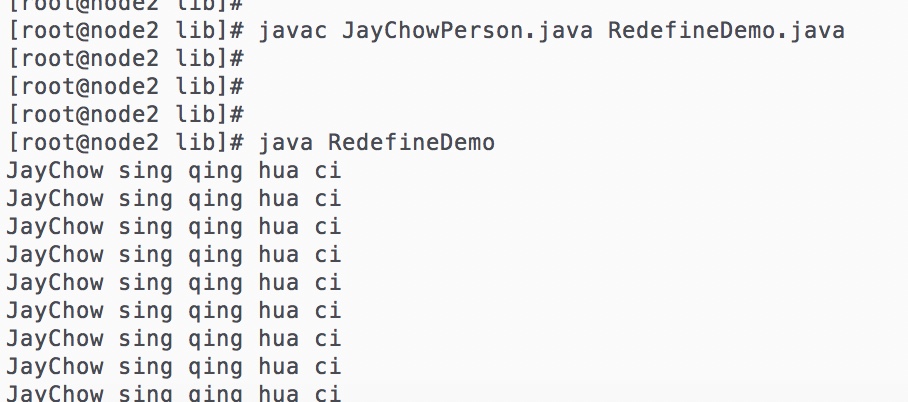 [root@node2 lib]#
[root@node2 lib]# javac JayChowPerson.java RedefineDemo.java
[root@node2 lib]#
[root@node2 lib]#
[root@node2 lib]#
[root@node2 lib]# java RedefineDemo
JayChow sing qing hua ci
JayChow sing qing hua ci
JayChow sing qing hua ci
JayChow sing qing hua ci
JayChow sing qing hua ci
JayChow sing qing hua ci
JayChow sing qing hua ci
JayChow sing qing hua ci
JayChow sing qing hua ci